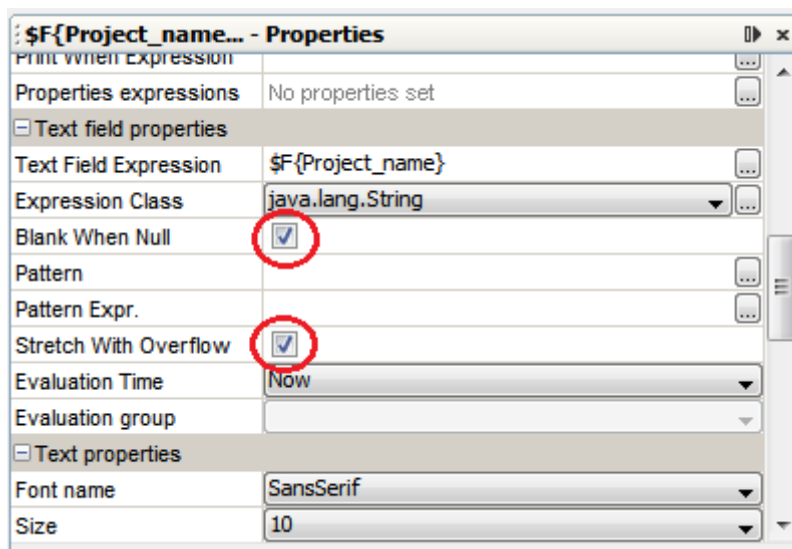 $F{Project_name... - Properties
Print When Expression ...
Properties expressions No properties set ...
Text field properties
Text Field Expression $F{Project_name} ...
Expression Class java.lang.String ...
Blank When Null
Pattern ...
Pattern Expr. ...
Stretch With Overflow
Evaluation Time Now
Evaluation group
Text properties
Font name SansSerif
Size 10